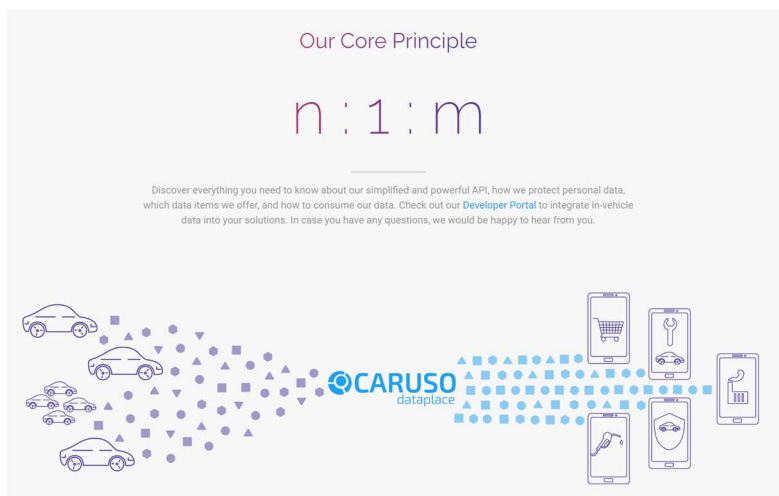 Our Core Principle
n : 1 : m
Discover everything you need to know about our simplified and powerful API, how we protect personal data,
which data items we offer, and how to consume our data. Check out our Developer Portal to integrate in-vehicle
data into your solutions. In case you have any questions, we would be happy to hear from you.
CARUSO
dataplace